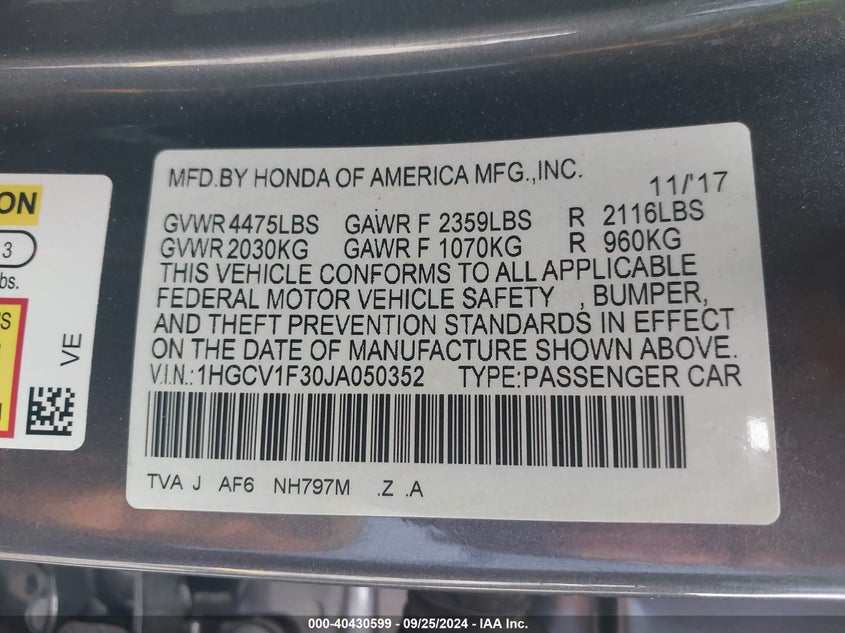 MFD.BY HONDA OF AMERICA MFG.,INC. 11/'17
GVWR 4475LBS GAWR F 2359LBS R 2116LBS
GVWR 2030KG GAWR F 1070KG R 960KG
THIS VEHICLE CONFORMS TO ALL APPLICABLE
FEDERAL MOTOR VEHICLE SAFETY , BUMPER,
AND THEFT PREVENTION STANDARDS IN EFFECT
ON THE DATE OF MANUFACTURE SHOWN ABOVE.
V.I.N.:1HGCV1F30JA050352 TYPE:PASSENGER CAR
TVA J AF6 NH797M .Z .A
ON
3
bs.
'S
VE
000-40430599 - 09/25/2024 - IAA Inc.